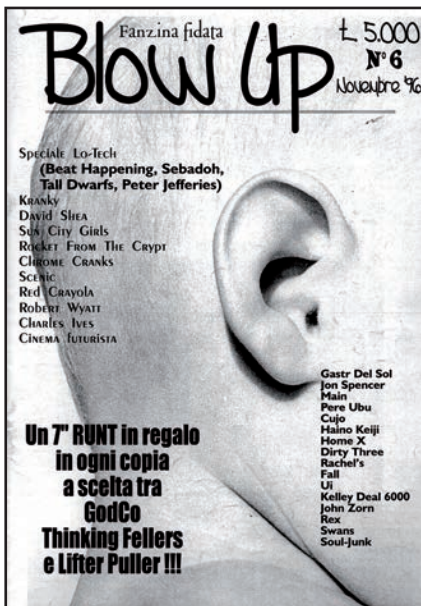 Fanzina fidata
Blow Up
£ 5.000
N° 6
Novembre '96
Speciale Lo-Tech
(Beat Happening, Sebadoh,
Tall Dwarfs, Peter Jefferies)
Kranky
David Shea
Sun City Girls
Rocket From The Crypt
Chrome Cranks
Scenic
Red Crayola
Robert Wyatt
Charles Ives
Cinema futurista
Gastr Del Sol
Jon Spencer
Main
Pere Ubu
Cujo
Haino Keiji
Home X
Dirty Three
Rachel's
Fall
Ui
Kelley Deal 6000
John Zorn
Rex
Swans
Soul-Junk
Un 7" RUNT in regalo
in ogni copia
a scelta tra
GodCo
Thinking Fellers
e Lifter Puller !!!